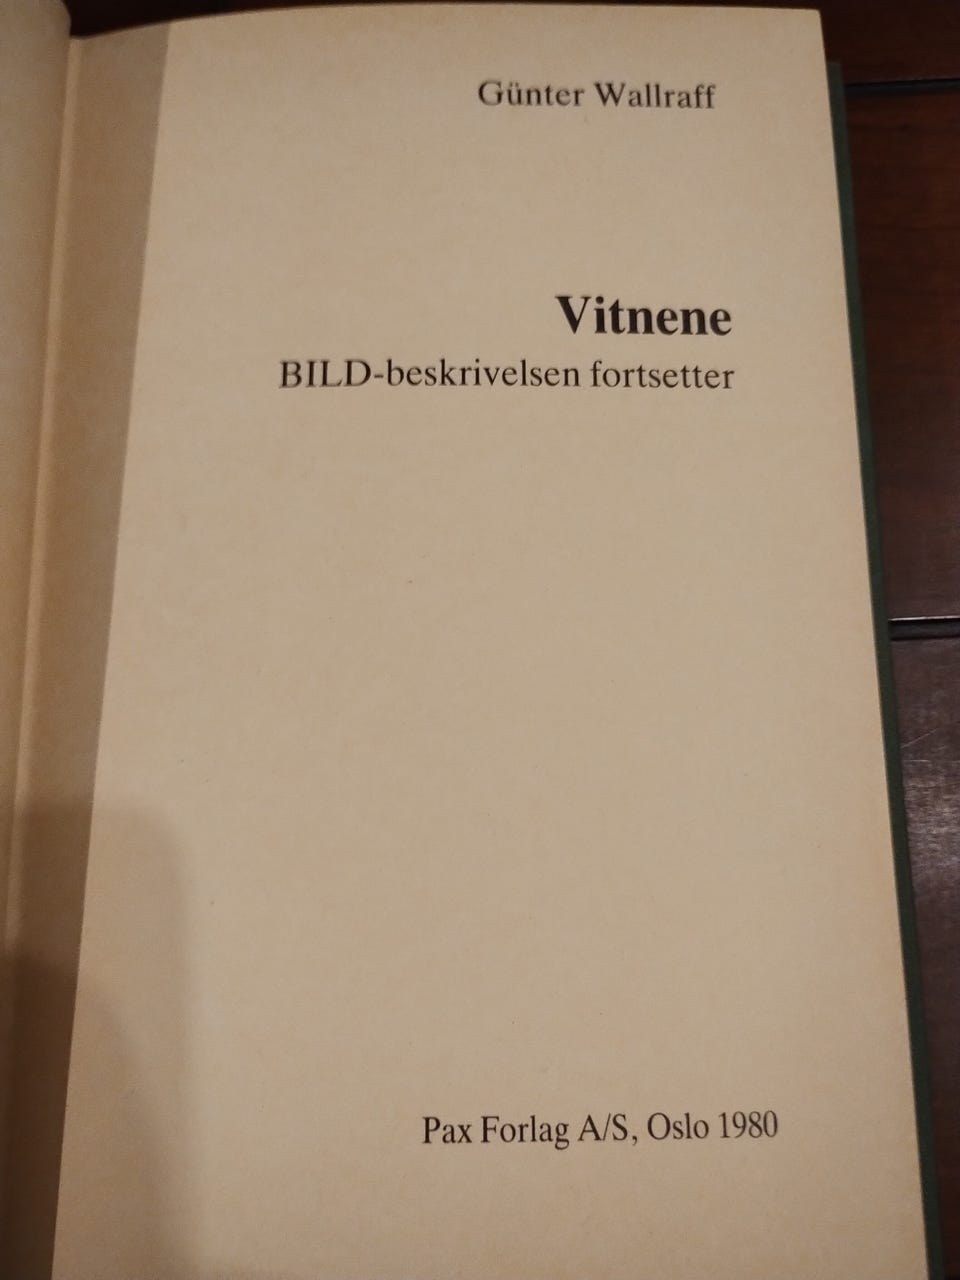 Günter Wallraff
Vitnene
BILD-beskrivelsen fortsetter
Pax Forlag A/S, Oslo 1980